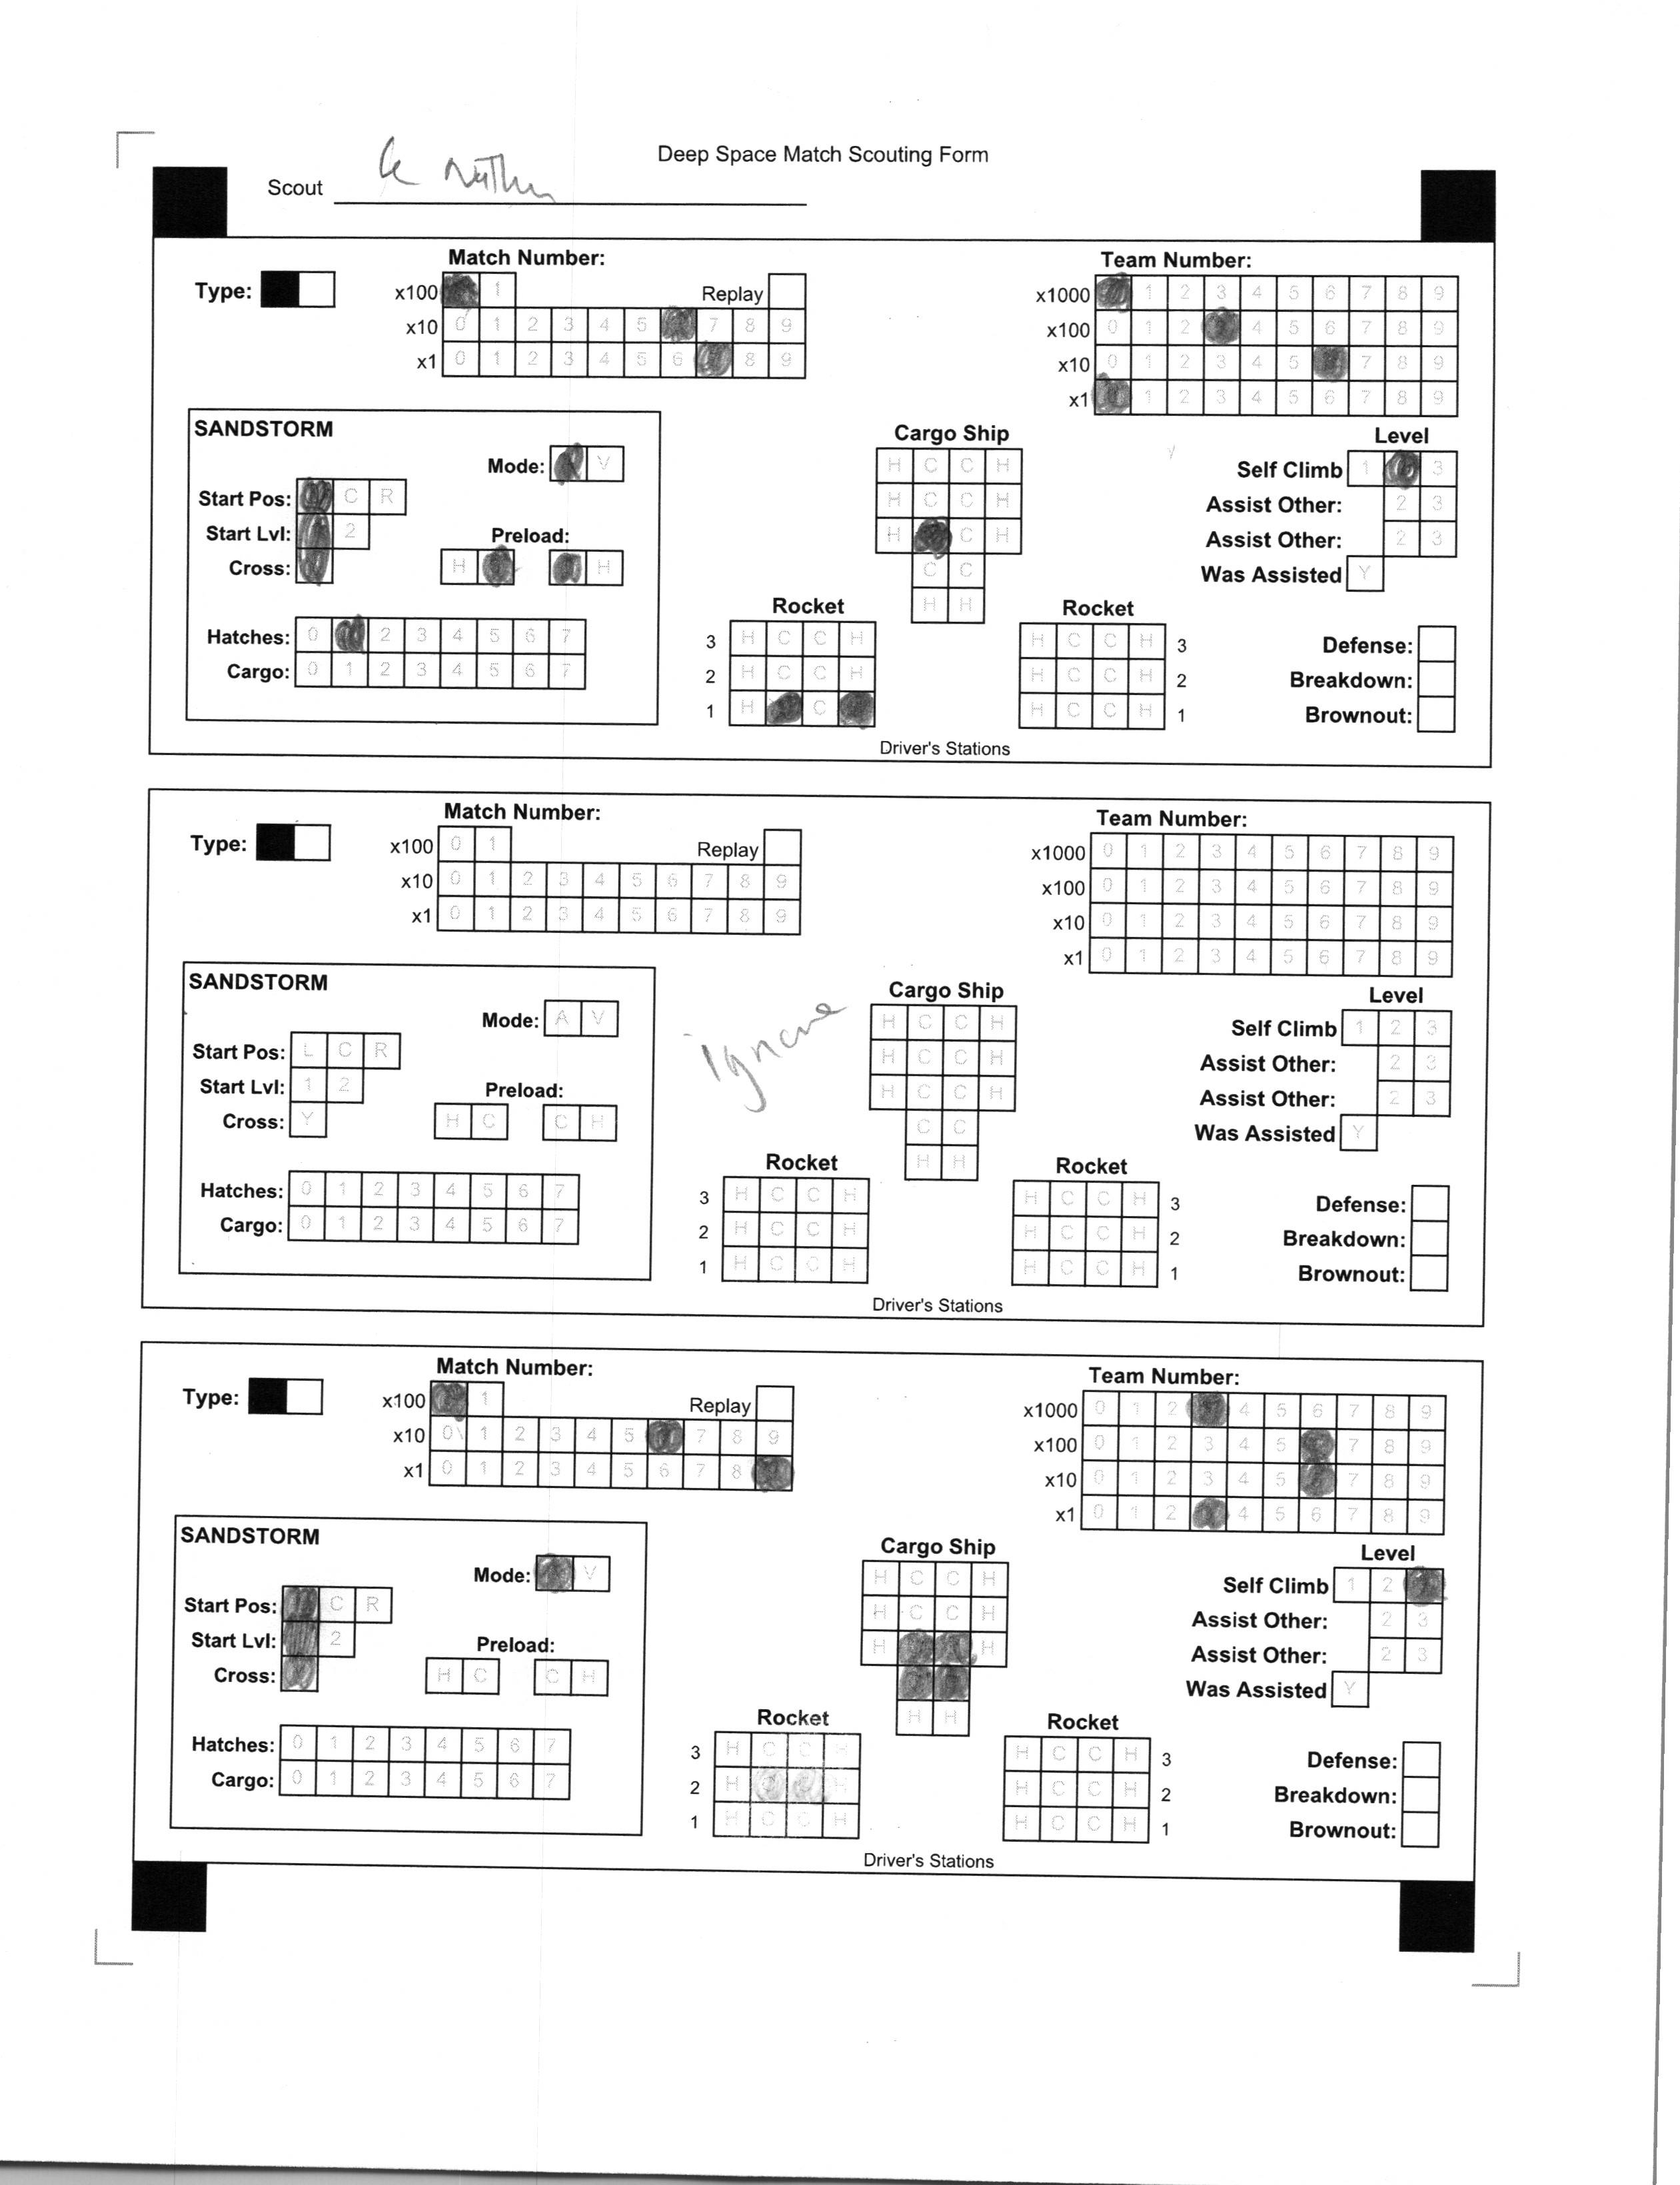 Deep Space Match Scouting Form
Scout
Match Number:
Team Number:
Type:
x100 1 Replay
x10 0 1 2 3 4 5 7 8 9
x1 0 1 2 3 4 5 6 8 9
x1000 1 2 3 4 5 6 7 8 9
x100 0 1 2 4 5 6 7 8 9
x10 0 1 2 3 4 5 7 8 9
x1 1 2 3 4 5 6 7 8 9
SANDSTORM
Mode: V
Start Pos: C R
Start Lvl: 2
Preload:
Cross:
H H
Hatches: 0 2 3 4 5 6 7
Cargo: 0 1 2 3 4 5 6 7
Cargo Ship
H C C H
H C C H
H C H
C C
H H
Rocket
3 H C C H
2 H C C H
1 H C
Rocket
H C C H 3
H C C H 2
H C C H 1
Driver's Stations
Level
Self Climb 1 3
Assist Other: 2 3
Assist Other: 2 3
Was Assisted Y
Defense:
Breakdown:
Brownout:
Match Number:
Team Number:
Type:
x100 0 1 Replay
x10 0 1 2 3 4 5 6 7 8 9
x1 0 1 2 3 4 5 6 7 8 9
x1000 0 1 2 3 4 5 6 7 8 9
x100 0 1 2 3 4 5 6 7 8 9
x10 0 1 2 3 4 5 6 7 8 9
x1 0 1 2 3 4 5 6 7 8 9
SANDSTORM
Mode: A V
Start Pos: L C R
Start Lvl: 1 2
Preload:
Cross: Y
H C C H
Hatches: 0 1 2 3 4 5 6 7
Cargo: 0 1 2 3 4 5 6 7
ignore
Cargo Ship
H C C H
H C C H
H C C H
C C
H H
Rocket
3 H C C H
2 H C C H
1 H C C H
Rocket
H C C H 3
H C C H 2
H C C H 1
Driver's Stations
Level
Self Climb 1 2 3
Assist Other: 2 3
Assist Other: 2 3
Was Assisted Y
Defense:
Breakdown:
Brownout:
Match Number:
Team Number:
Type:
x100 1 Replay
x10 0 1 2 3 4 5 7 8 9
x1 0 1 2 3 4 5 6 7 8
x1000 0 1 2 4 5 6 7 8 9
x100 0 1 2 3 4 5 7 8 9
x10 0 1 2 3 4 5 7 8 9
x1 0 1 2 4 5 6 7 8 9
SANDSTORM
Mode: V
Start Pos: C R
Start Lvl: 2
Preload:
Cross:
H C C H
Hatches: 0 1 2 3 4 5 6 7
Cargo: 0 1 2 3 4 5 6 7
Cargo Ship
H C C H
H C C H
H H
H H
Rocket
3 H C C H
2 H C C H
1 H C C H
Rocket
H C C H 3
H C C H 2
H C C H 1
Driver's Stations
Level
Self Climb 1 2
Assist Other: 2 3
Assist Other: 2 3
Was Assisted Y
Defense:
Breakdown:
Brownout: